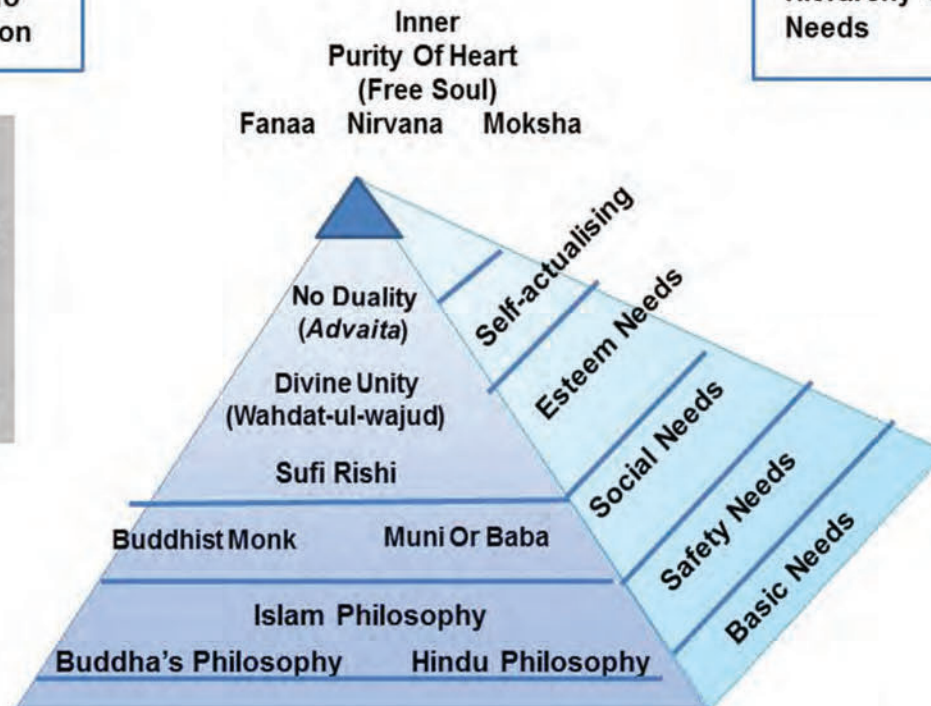 on
Needs
Inner
Purity Of Heart
(Free Soul)
Fanaa Nirvana Moksha
No Duality
(Advaita)
Divine Unity
(Wahdat-ul-wajud)
Sufi Rishi
Buddhist Monk Muni Or Baba
Islam Philosophy
Buddha's Philosophy Hindu Philosophy
Self-actualising
Esteem Needs
Social Needs
Safety Needs
Basic Needs